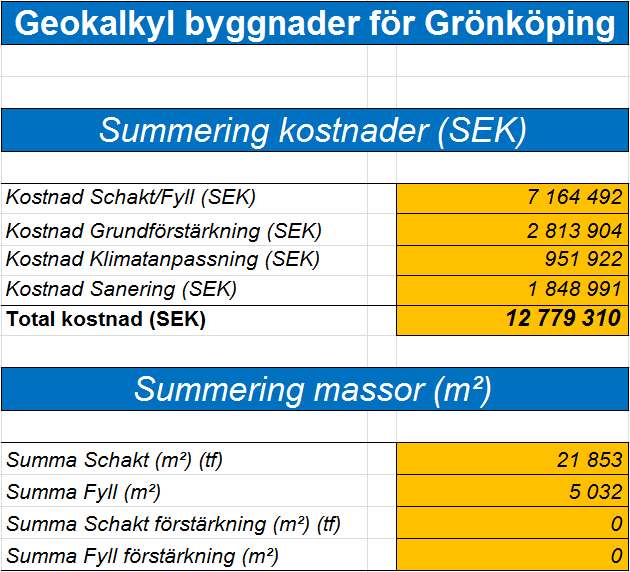 Geokalkyl byggnader för Grönköping
Summering kostnader (SEK)
Kostnad Schakt/Fyll (SEK) 7 164 492
Kostnad Grundförstärkning (SEK) 2 813 904
Kostnad Klimatanpassning (SEK) 951 922
Kostnad Sanering (SEK) 1 848 991
Total kostnad (SEK) 12 779 310
Summering massor (m²)
Summa Schakt (m²) (tf) 21 853
Summa Fyll (m²) 5 032
Summa Schakt förstärkning (m²) (tf) 0
Summa Fyll förstärkning (m²) 0